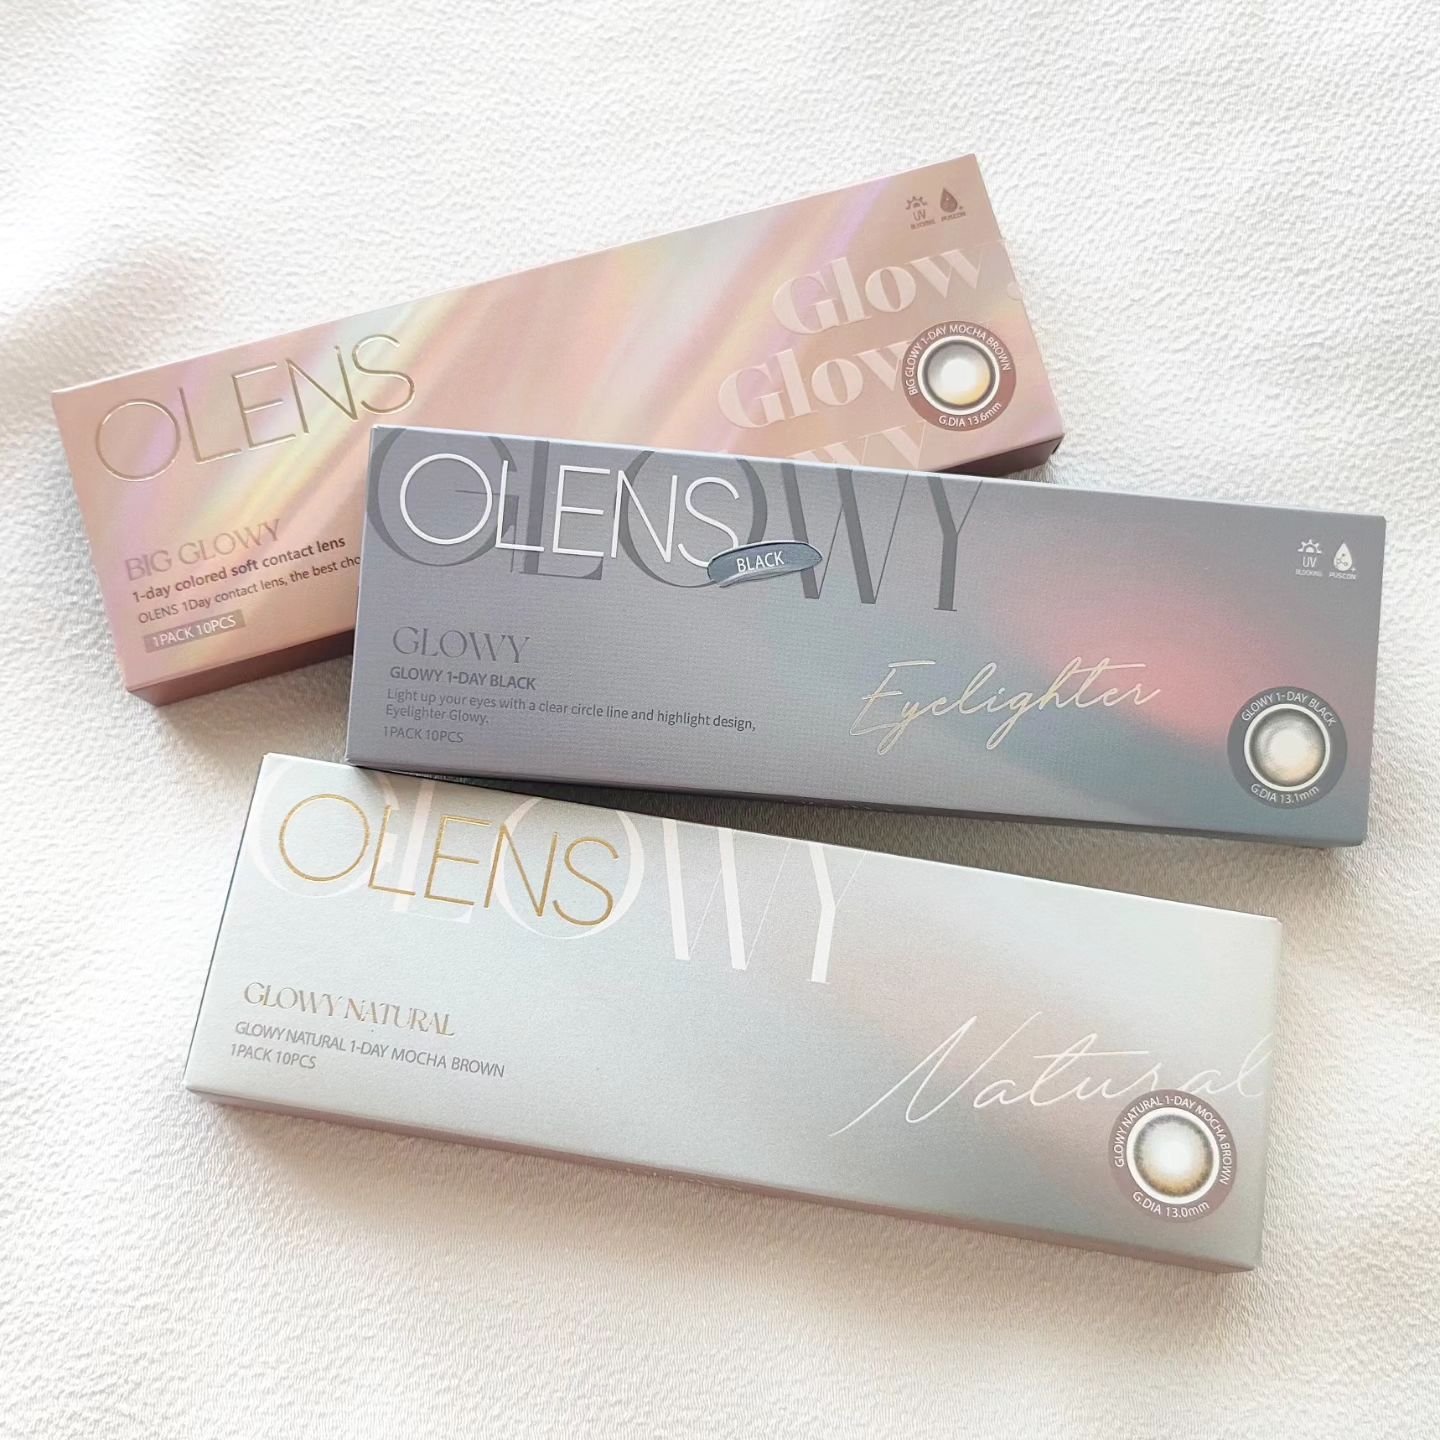 UV
BLOCKING
PUSCON
Glowy
Glowy
OLENS
BIG GLOWY 1-DAY MOCHA BROWN
G.DIA 13.6mm
BIG GLOWY
1-day colored soft contact lens
OLENS 1Day contact lens, the best cho
1PACK 10PCS
GLOWY
OLENS
BLACK
UV
BLOCKING
PUSCON
GLOWY
GLOWY 1-DAY BLACK
Light up your eyes with a clear circle line and highlight design,
Eyelighter Glowy.
1PACK 10PCS
Eyelighter
GLOWY 1-DAY BLACK
G.DIA 13.1mm
GLOWY
OLENS
GLOWY NATURAL
GLOWY NATURAL 1-DAY MOCHA BROWN
1PACK 10PCS
Natural
GLOWY NATURAL 1-DAY MOCHA BROWN
G.DIA 13.0mm